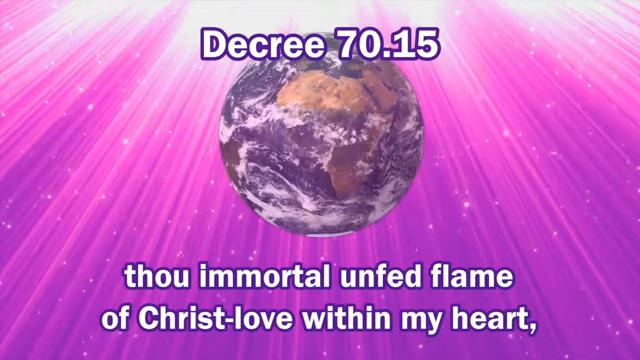 Decree 70.15
thou immortal unfed flame
of Christ-love within my heart,